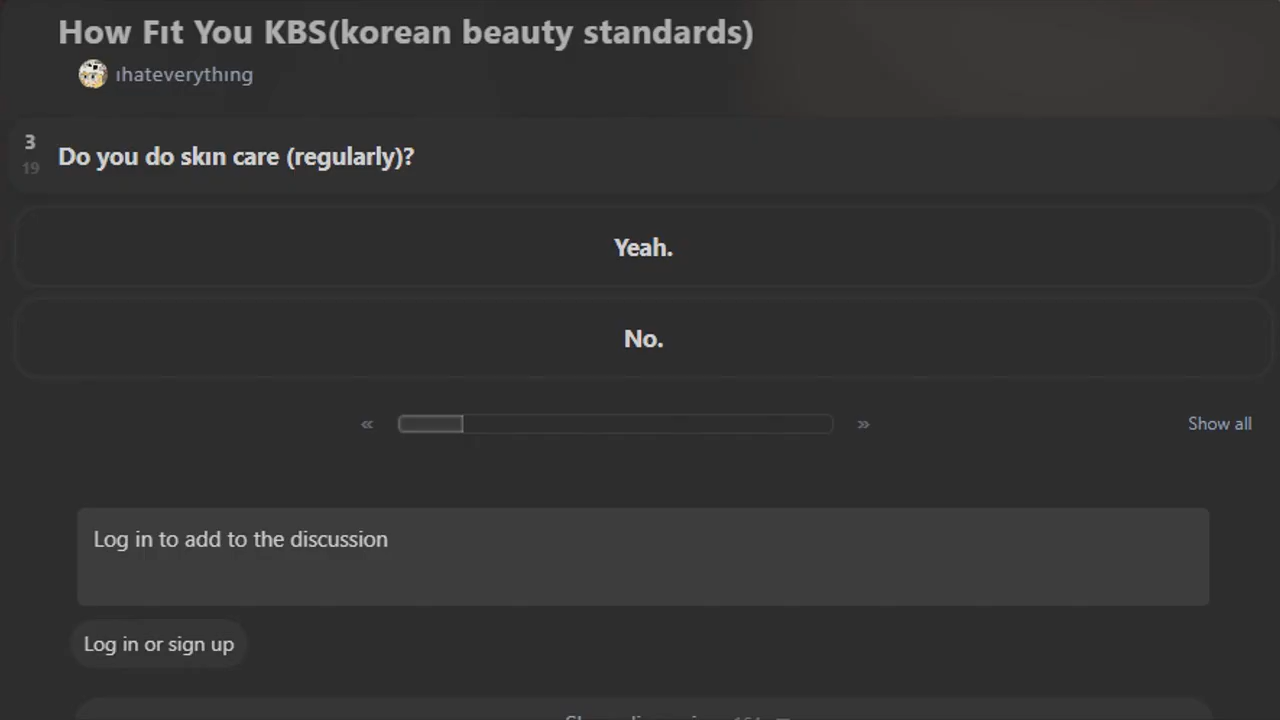 How Fıt You KBS(korean beauty standards)
ıhateverythıng
3
19
Do you do skın care (regularly)?
Yeah.
No.
«
»
Show all
Log in to add to the discussion
Log in or sign up